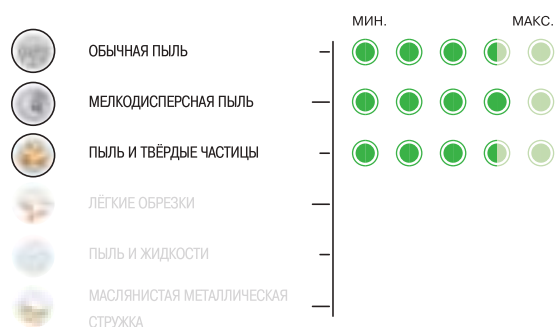 МИН. МАКС.
ОБЫЧНАЯ ПЫЛЬ
МЕЛКОДИСПЕРСНАЯ ПЫЛЬ
ПЫЛЬ И ТВЁРДЫЕ ЧАСТИЦЫ
ЛЁГКИЕ ОБРЕЗКИ
ПЫЛЬ И ЖИДКОСТИ
МАСЛЯНИСТАЯ МЕТАЛЛИЧЕСКАЯ
СТРУЖКА